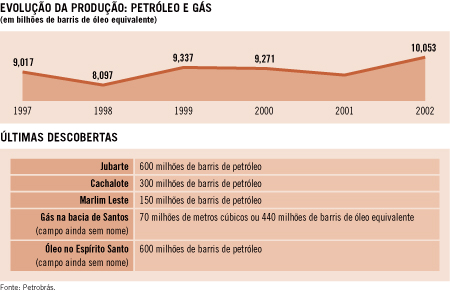 EVOLUÇÃO DA PRODUÇÃO: PETRÓLEO E GÁS
(em bilhões de barris de óleo equivalente)
9,017
8,097
9,337
9,271
10,053
1997
1998
1999
2000
2001
2002
ÚLTIMAS DESCOBERTAS
Jubarte 600 milhões de barris de petróleo
Cachalote 300 milhões de barris de petróleo
Marlim Leste 150 milhões de barris de petróleo
Gás na bacia de Santos 70 milhões de metros cúbicos ou 440 milhões de barris de óleo equivalente
(campo ainda sem nome)
Óleo no Espírito Santo 600 milhões de barris de petróleo
(campo ainda sem nome)
Fonte: Petrobrás.